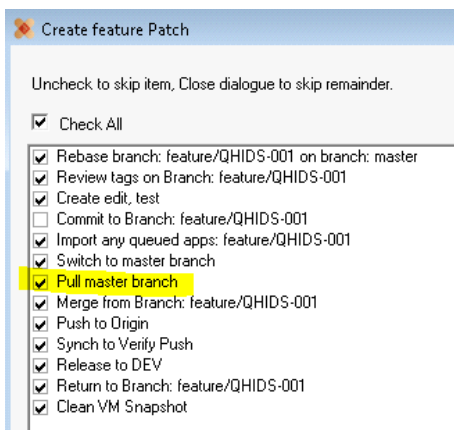 Create feature Patch
Uncheck to skip item, Close dialogue to skip remainder.
Check All
Rebase branch: feature/QHIDS-001 on branch: master
Review tags on Branch: feature/QHIDS-001
Create edit, test
Commit to Branch: feature/QHIDS-001
Import any queued apps: feature/QHIDS-001
Switch to master branch
Pull master branch
Merge from Branch: feature/QHIDS-001
Push to Origin
Synch to Verify Push
Release to DEV
Return to Branch: feature/QHIDS-001
Clean VM Snapshot